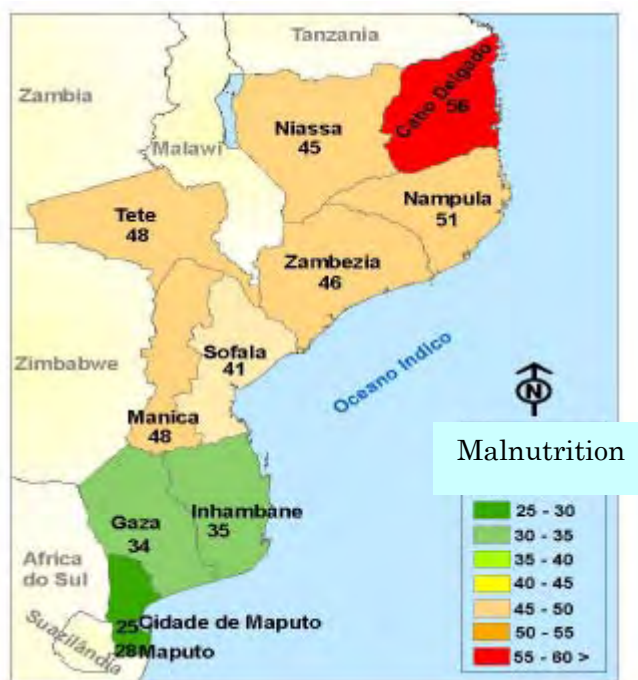 Tanzania
Zambia
Malawi
Niassa
45
Cabo Delgado
56
Nampula
51
Tete
48
Zambezia
46
Zimbabwe
Sofala
41
Manica
48
Oceano Indico
N
Inhambane
35
Gaza
34
Africa
do Sul
Suazilândia
25 Cidade de Maputo
28 Maputo
Malnutrition
25 - 30
30 - 35
35 - 40
40 - 45
45 - 50
50 - 55
55 - 60 >